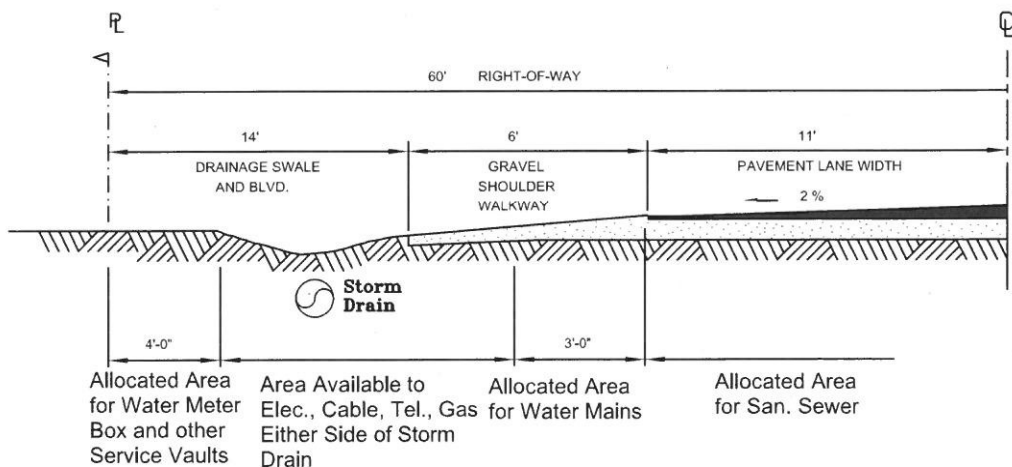 PL
CL
60' RIGHT-OF-WAY
14'
6'
11'
DRAINAGE SWALE
AND BLVD.
GRAVEL
SHOULDER
WALKWAY
PAVEMENT LANE WIDTH
2 %
Storm
Drain
4'-0"
3'-0"
Allocated Area
for Water Meter
Box and other
Service Vaults
Area Available to
Elec., Cable, Tel., Gas
Either Side of Storm
Drain
Allocated Area
for Water Mains
Allocated Area
for San. Sewer